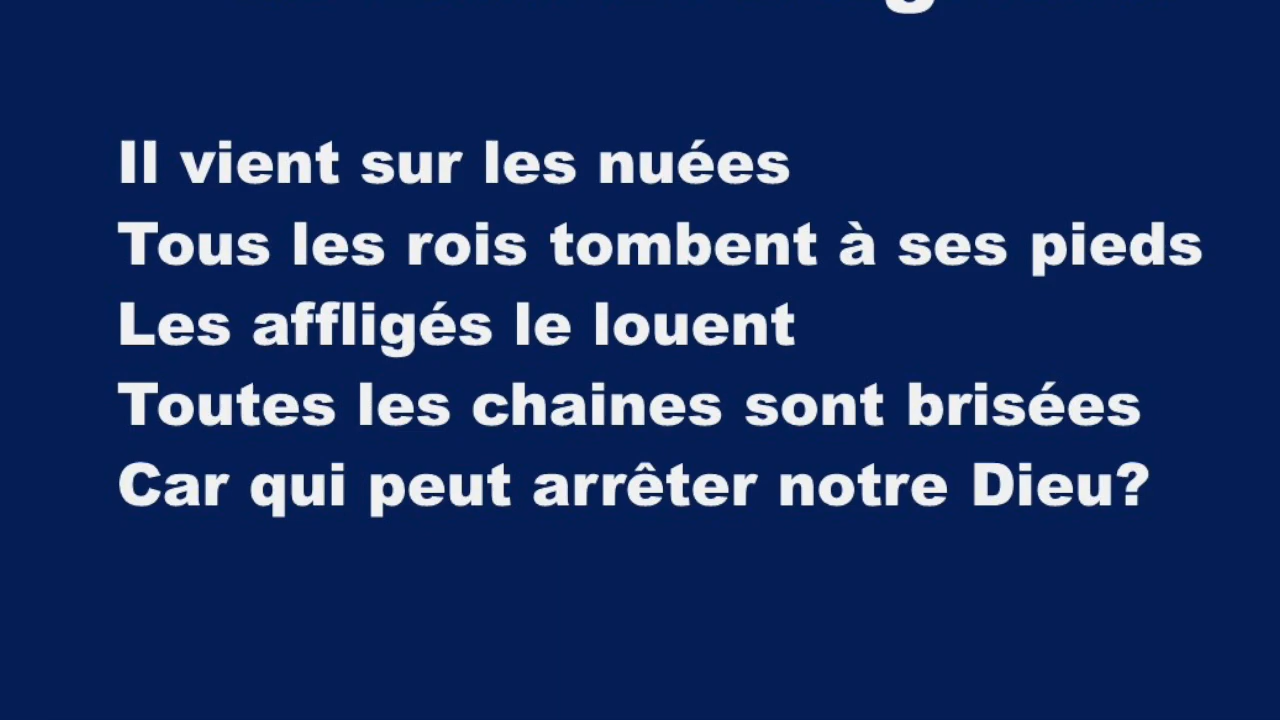 Il vient sur les nuées
Tous les rois tombent à ses pieds
Les affligés le louent
Toutes les chaines sont brisées
Car qui peut arrêter notre Dieu?